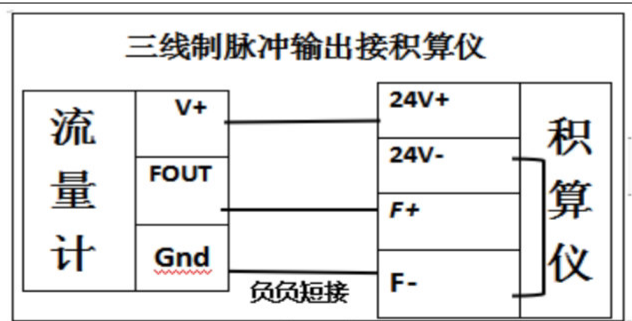 三线制脉冲输出接积算仪
流量计
V+
FOUT
Gnd
负负短接
24V+
24V-
F+
F-
积算仪